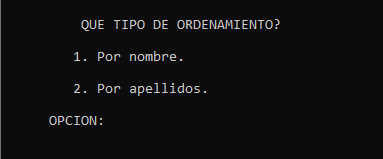 QUE TIPO DE ORDENAMIENTO?
1. Por nombre.
2. Por apellidos.
OPCION: